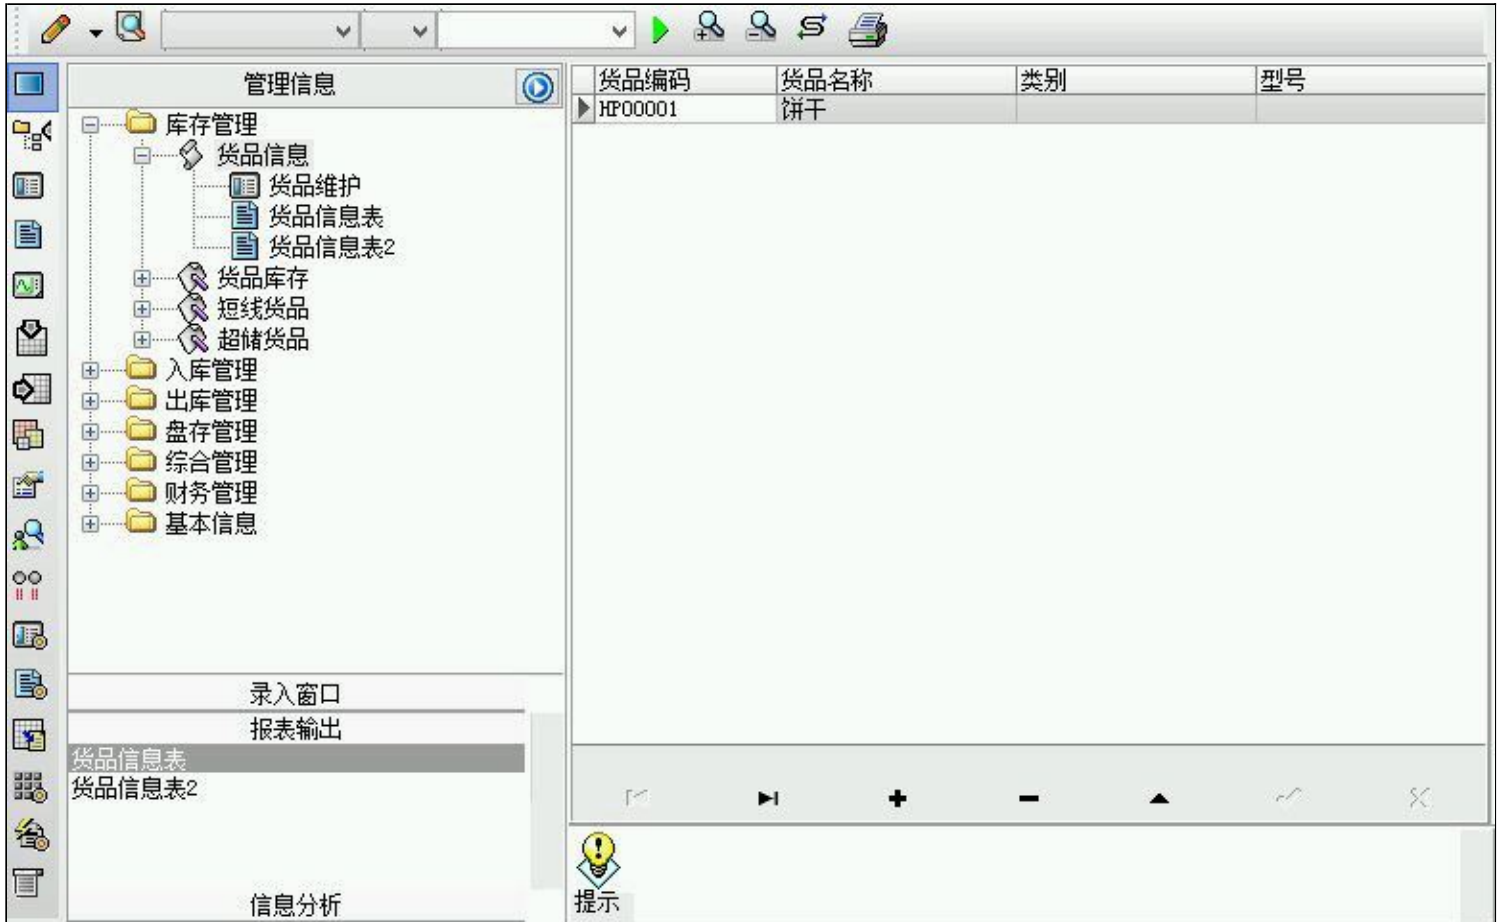 管理信息
库存管理
货品信息
货品维护
货品信息表
货品信息表2
货品库存
短线货品
超储货品
入库管理
出库管理
盘存管理
综合管理
财务管理
基本信息
录入窗口
报表输出
货品信息表
货品信息表2
信息分析
货品编码 货品名称 类别 型号
HP00001 饼干
提示